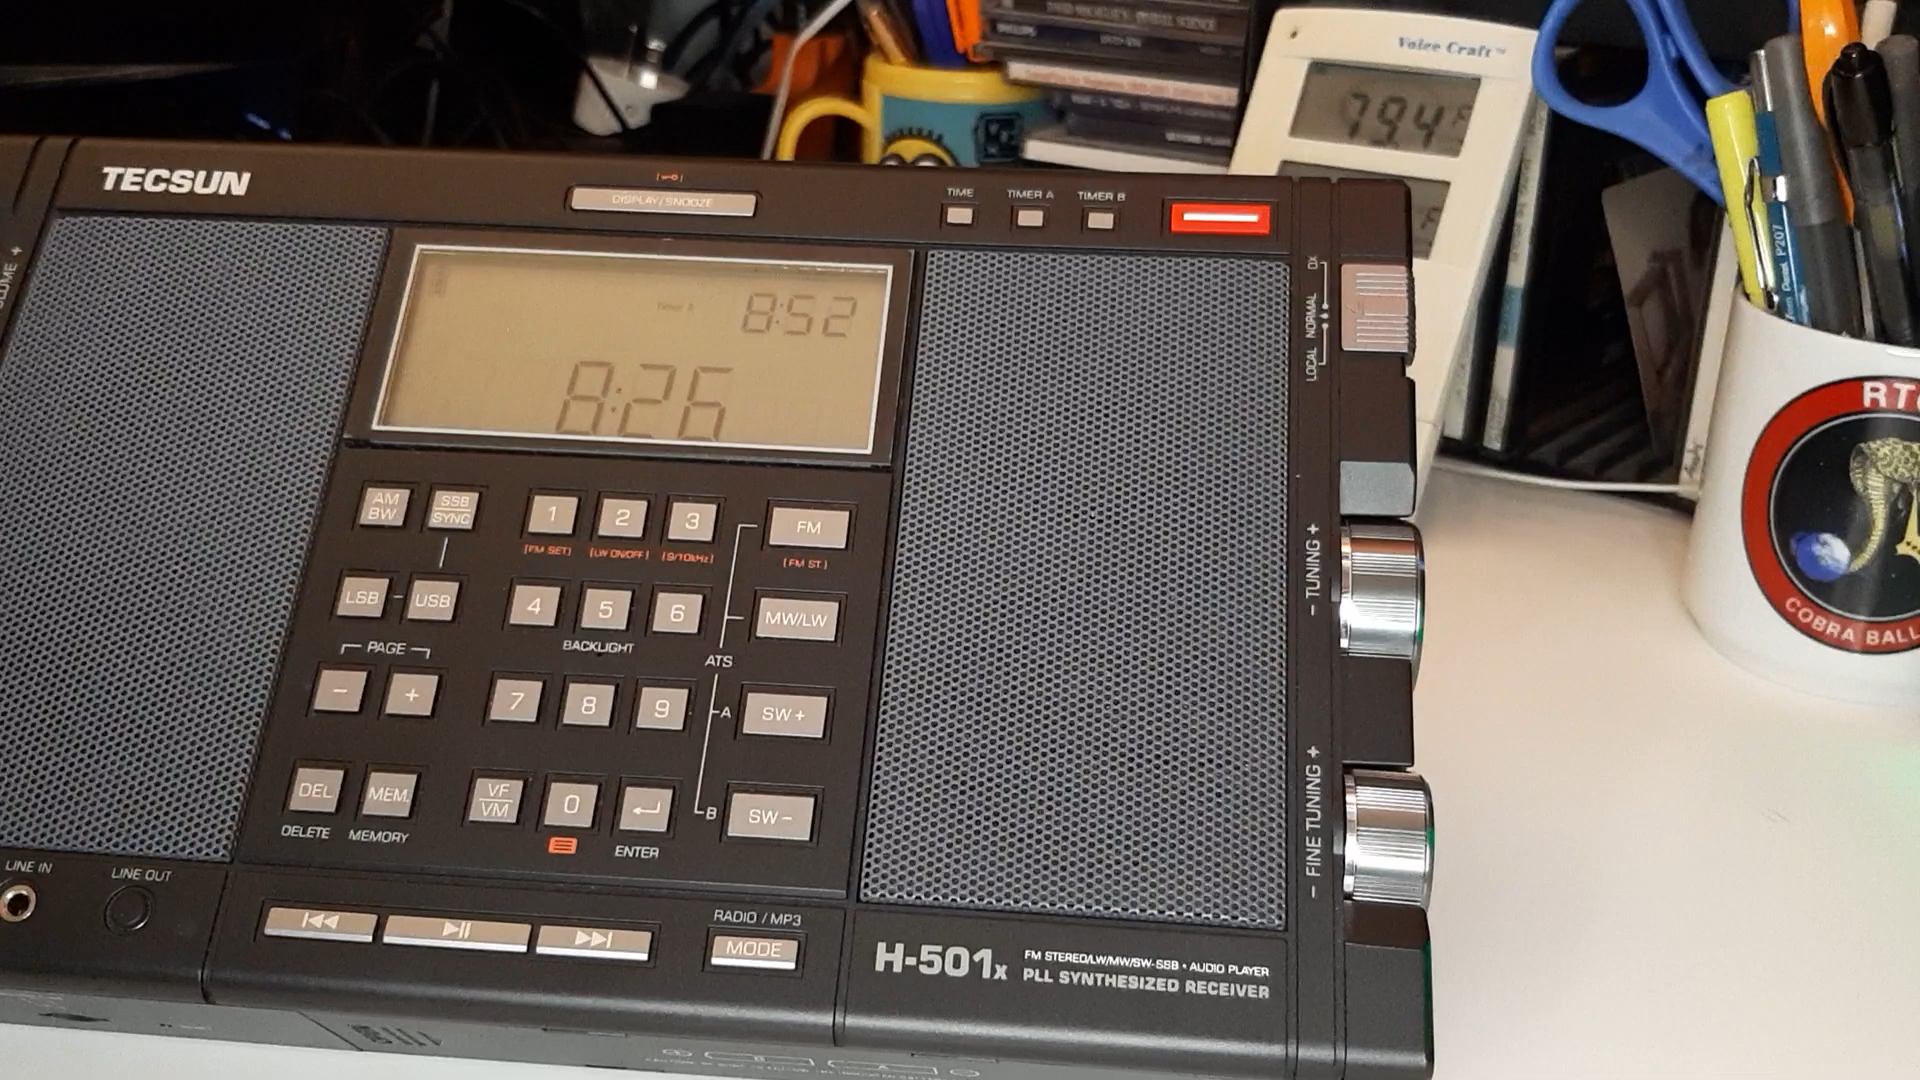 Voice Craft™
79.4 F
F
TECSUN
DISPLAY/SNOOZE
TIME
TIMER A
TIMER B
8:52
8:26
DX
NORMAL
LOCAL
AM
BW
SSB
SYNC
1
2
3
FM
[FM SET]
[LW ON/OFF]
[9/10kHz]
[FM ST.]
LSB
-
USB
4
5
6
MW/LW
BACKLIGHT
PAGE
ATS
−
+
7
8
9
A
SW+
DEL
MEM.
VF
VM
0
B
SW−
DELETE
MEMORY
ENTER
− TUNING +
− FINE TUNING +
LINE IN
LINE OUT
RADIO / MP3
MODE
H-501x
FM STEREO/LW/MW/SW-SSB • AUDIO PLAYER
PLL SYNTHESIZED RECEIVER
Pentel P207
COBRA BALL